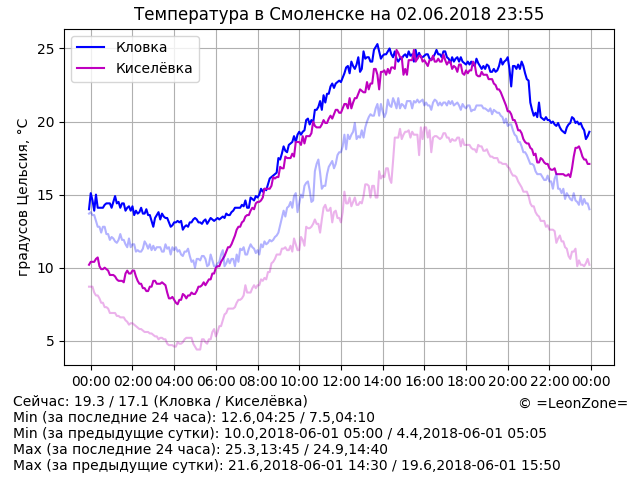 Температура в Смоленске на 02.06.2018 23:55
Кловка
Киселёвка
градусов Цельсия, °C
25
20
15
10
5
00:00 02:00 04:00 06:00 08:00 10:00 12:00 14:00 16:00 18:00 20:00 22:00 00:00
Сейчас: 19.3 / 17.1 (Кловка / Киселёвка)
© =LeonZone=
Min (за последние 24 часа): 12.6,04:25 / 7.5,04:10
Min (за предыдущие сутки): 10.0,2018-06-01 05:00 / 4.4,2018-06-01 05:05
Max (за последние 24 часа): 25.3,13:45 / 24.9,14:40
Max (за предыдущие сутки): 21.6,2018-06-01 14:30 / 19.6,2018-06-01 15:50